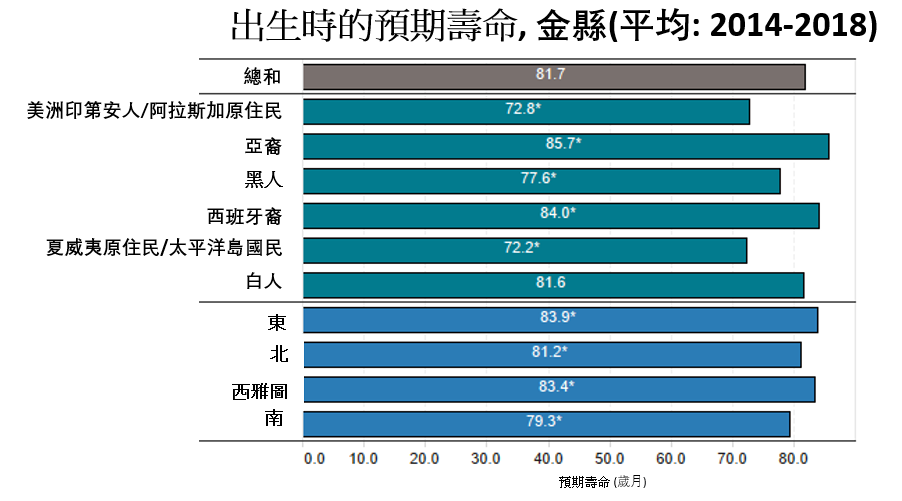 出生時的預期壽命, 金縣(平均: 2014-2018)
總和 81.7
美洲印第安人/阿拉斯加原住民 72.8*
亞裔 85.7*
黑人 77.6*
西班牙裔 84.0*
夏威夷原住民/太平洋島國民 72.2*
白人 81.6
東 83.9*
北 81.2*
西雅圖 83.4*
南 79.3*
0.0 10.0 20.0 30.0 40.0 50.0 60.0 70.0 80.0
預期壽命 (歲月)